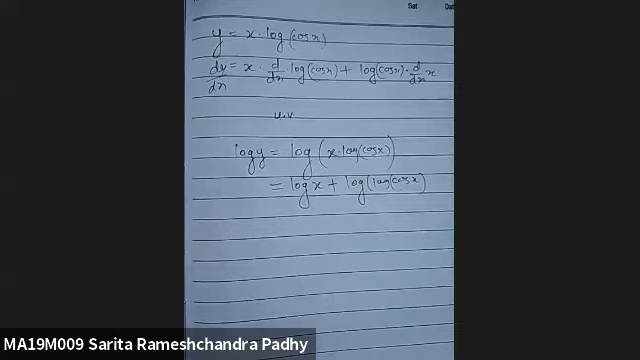 Sat
y = x · log(cos x)
dy/dx = x · d/dx · log(cos x) + log(cos x) · d/dx x
u.v
log y = log(x · log(cos x))
= log x + log(log(cos x)
MA19M009 Sarita Rameshchandra Padhy